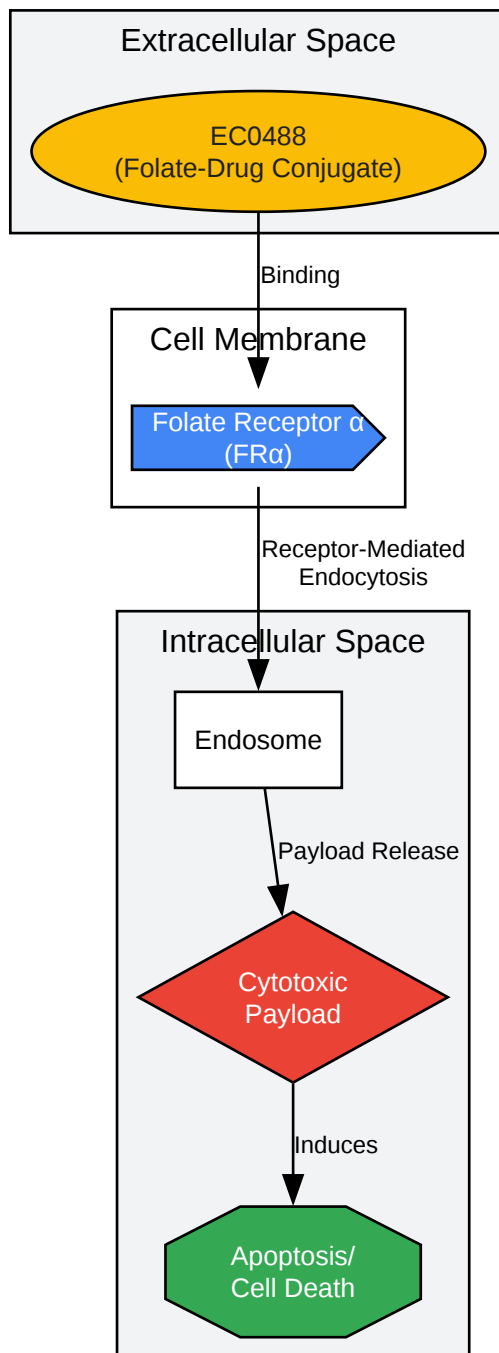 Extracellular Space
EC0488
(Folate-Drug Conjugate)
Binding
Cell Membrane
Folate Receptor α
(FRα)
Receptor-Mediated
Endocytosis
Intracellular Space
Endosome
Payload Release
Cytotoxic
Payload
Induces
Apoptosis/
Cell Death